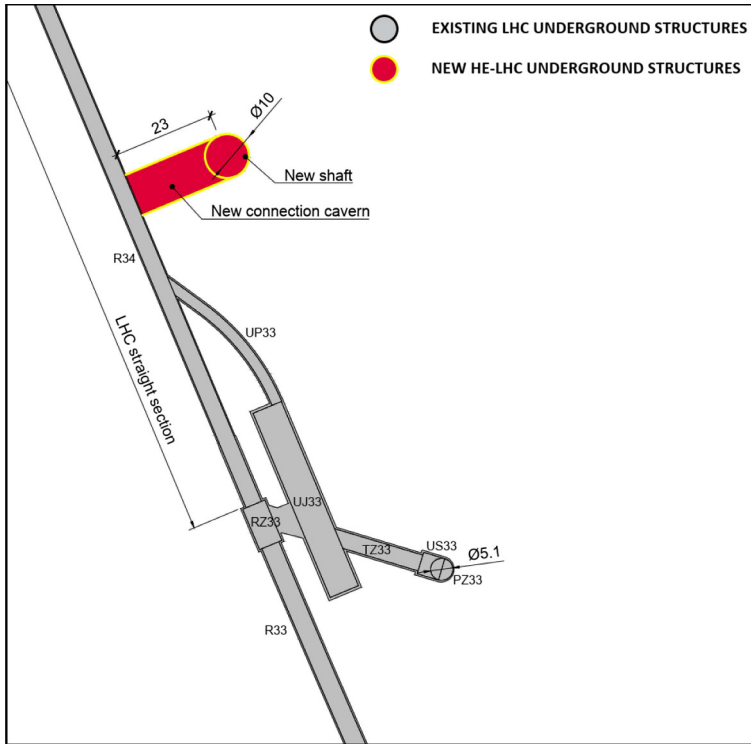 EXISTING LHC UNDERGROUND STRUCTURES
NEW HE-LHC UNDERGROUND STRUCTURES
23
Ø10
New shaft
New connection cavern
R34
UP33
LHC straight section
UJ33
RZ33
TZ33
US33
Ø5.1
PZ33
R33